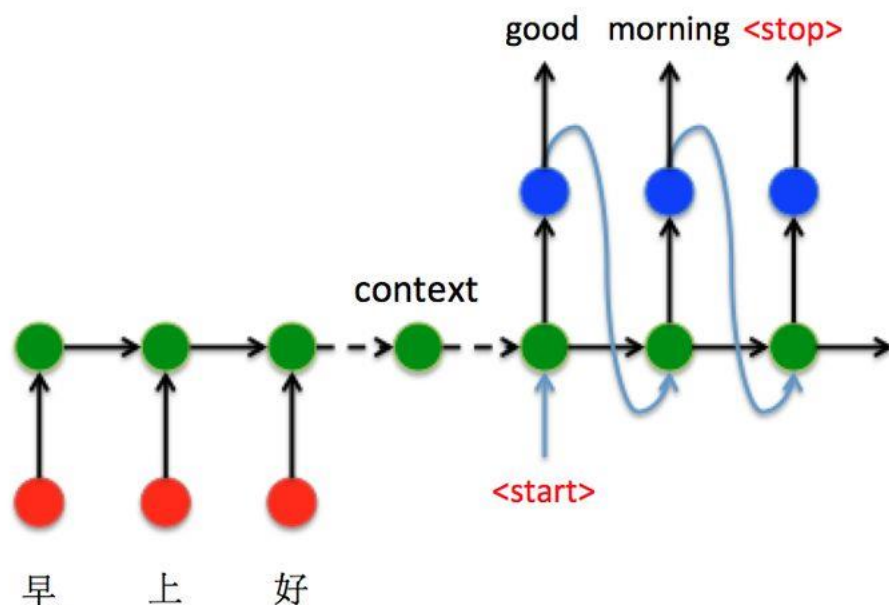 good morning <stop>
context
<start>
早 上 好